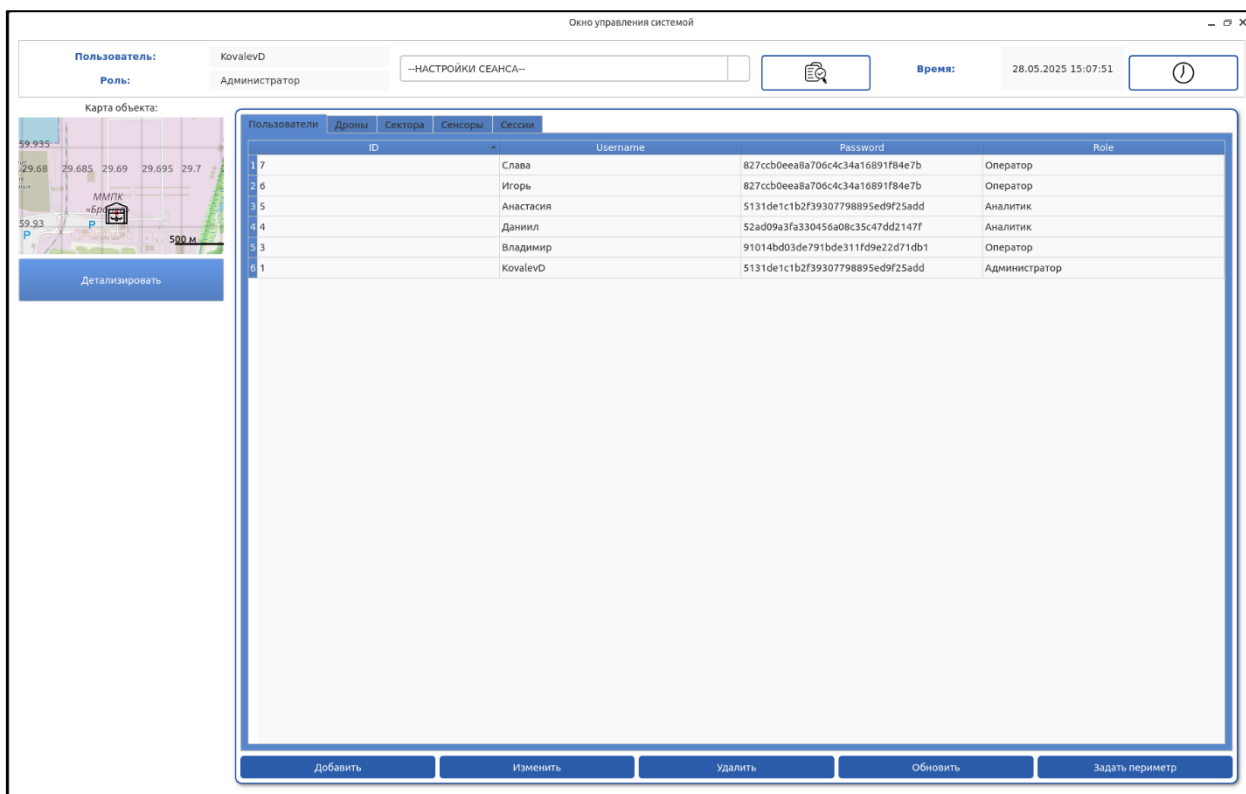 Окно управления системой
Пользователь: KovalevD
Роль: Администратор
--НАСТРОЙКИ СЕАНСА--
Время: 28.05.2025 15:07:51
Карта объекта:
59.935
29.68 29.685 29.69 29.695 29.7
ММПК
59.93
P
P
500 м
Детализировать
Пользователи Дроны Сектора Сенсоры Сессии
ID Username Password Role
1 7 Слава 827ccb0eea8a706c4c34a16891f84e7b Оператор
2 6 Игорь 827ccb0eea8a706c4c34a16891f84e7b Оператор
3 5 Анастасия 5131de1c1b2f39307798895ed9f25add Аналитик
4 4 Даниил 52ad09a3fa330456a08c35c47dd2147f Аналитик
5 3 Владимир 91014bd03de791bde311fd9e22d71db1 Оператор
6 1 KovalevD 5131de1c1b2f39307798895ed9f25add Администратор
Добавить Изменить Удалить Обновить Задать периметр